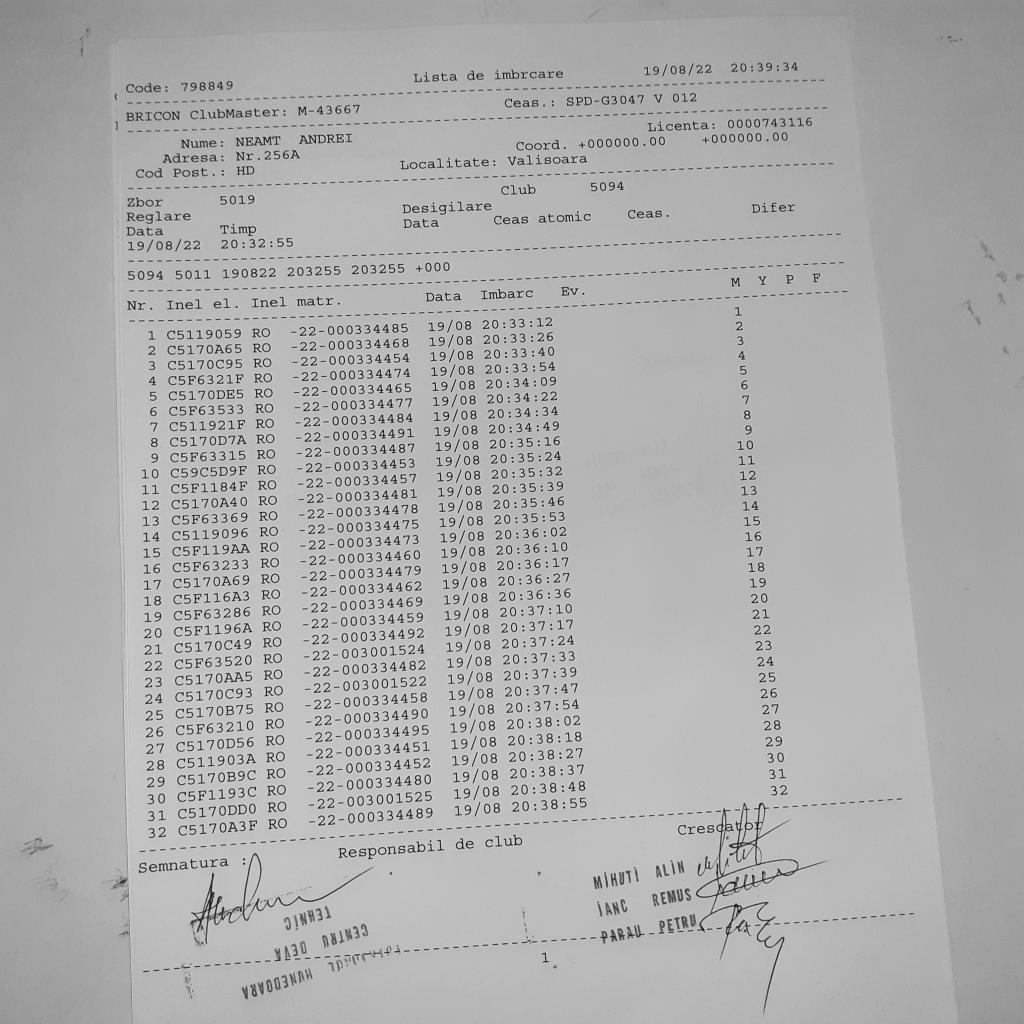 Code: 798849 Lista de imbrcare 19/08/22 20:39:34
BRICON ClubMaster: M-43667 Ceas.: SPD-G3047 V 012
Nume: NEAMT ANDREI Licenta: 0000743116
Adresa: Nr.256A Coord. +000000.00 +000000.00
Cod Post.: HD Localitate: Valisoara
Zbor 5019 Club 5094
Reglare Desigilare
Data Timp Data Ceas atomic Ceas. Difer
19/08/22 20:32:55
5094 5011 190822 203255 203255 +000
Nr. Inel el. Inel matr. Data Imbarc Ev. M Y P F
1 C5119059 RO -22-000334485 19/08 20:33:12 1
2 C5170A65 RO -22-000334468 19/08 20:33:26 2
3 C5170C95 RO -22-000334454 19/08 20:33:40 3
4 C5F6321F RO -22-000334474 19/08 20:33:54 4
5 C5170DE5 RO -22-000334465 19/08 20:34:09 5
6 C5F63533 RO -22-000334477 19/08 20:34:22 6
7 C511921F RO -22-000334484 19/08 20:34:34 7
8 C5170D7A RO -22-000334491 19/08 20:34:49 8
9 C5F63315 RO -22-000334487 19/08 20:35:16 9
10 C59C5D9F RO -22-000334453 19/08 20:35:24 10
11 C5F1184F RO -22-000334457 19/08 20:35:32 11
12 C5170A40 RO -22-000334481 19/08 20:35:39 12
13 C5F63369 RO -22-000334478 19/08 20:35:46 13
14 C5119096 RO -22-000334475 19/08 20:35:53 14
15 C5F119AA RO -22-000334473 19/08 20:36:02 15
16 C5F63233 RO -22-000334460 19/08 20:36:10 16
17 C5170A69 RO -22-000334479 19/08 20:36:17 17
18 C5F116A3 RO -22-000334462 19/08 20:36:27 18
19 C5F63286 RO -22-000334469 19/08 20:36:36 19
20 C5F1196A RO -22-000334459 19/08 20:37:10 20
21 C5170C49 RO -22-000334492 19/08 20:37:17 21
22 C5F63520 RO -22-003001524 19/08 20:37:24 22
23 C5170AA5 RO -22-000334482 19/08 20:37:33 23
24 C5170C93 RO -22-003001522 19/08 20:37:39 24
25 C5170B75 RO -22-000334458 19/08 20:37:47 25
26 C5F63210 RO -22-000334490 19/08 20:37:54 26
27 C5170D56 RO -22-000334495 19/08 20:38:02 27
28 C511903A RO -22-000334451 19/08 20:38:18 28
29 C5170B9C RO -22-000334452 19/08 20:38:27 29
30 C5F1193C RO -22-000334480 19/08 20:38:37 30
31 C5170DD0 RO -22-003001525 19/08 20:38:48 31
32 C5170A3F RO -22-000334489 19/08 20:38:55 32
Semnatura : Responsabil de club Crescator
MIHUTI ALIN
IANC REMUS
PARAU PETRU
TEHNIC
CENTRU DEVA
HUNEDOARA
1